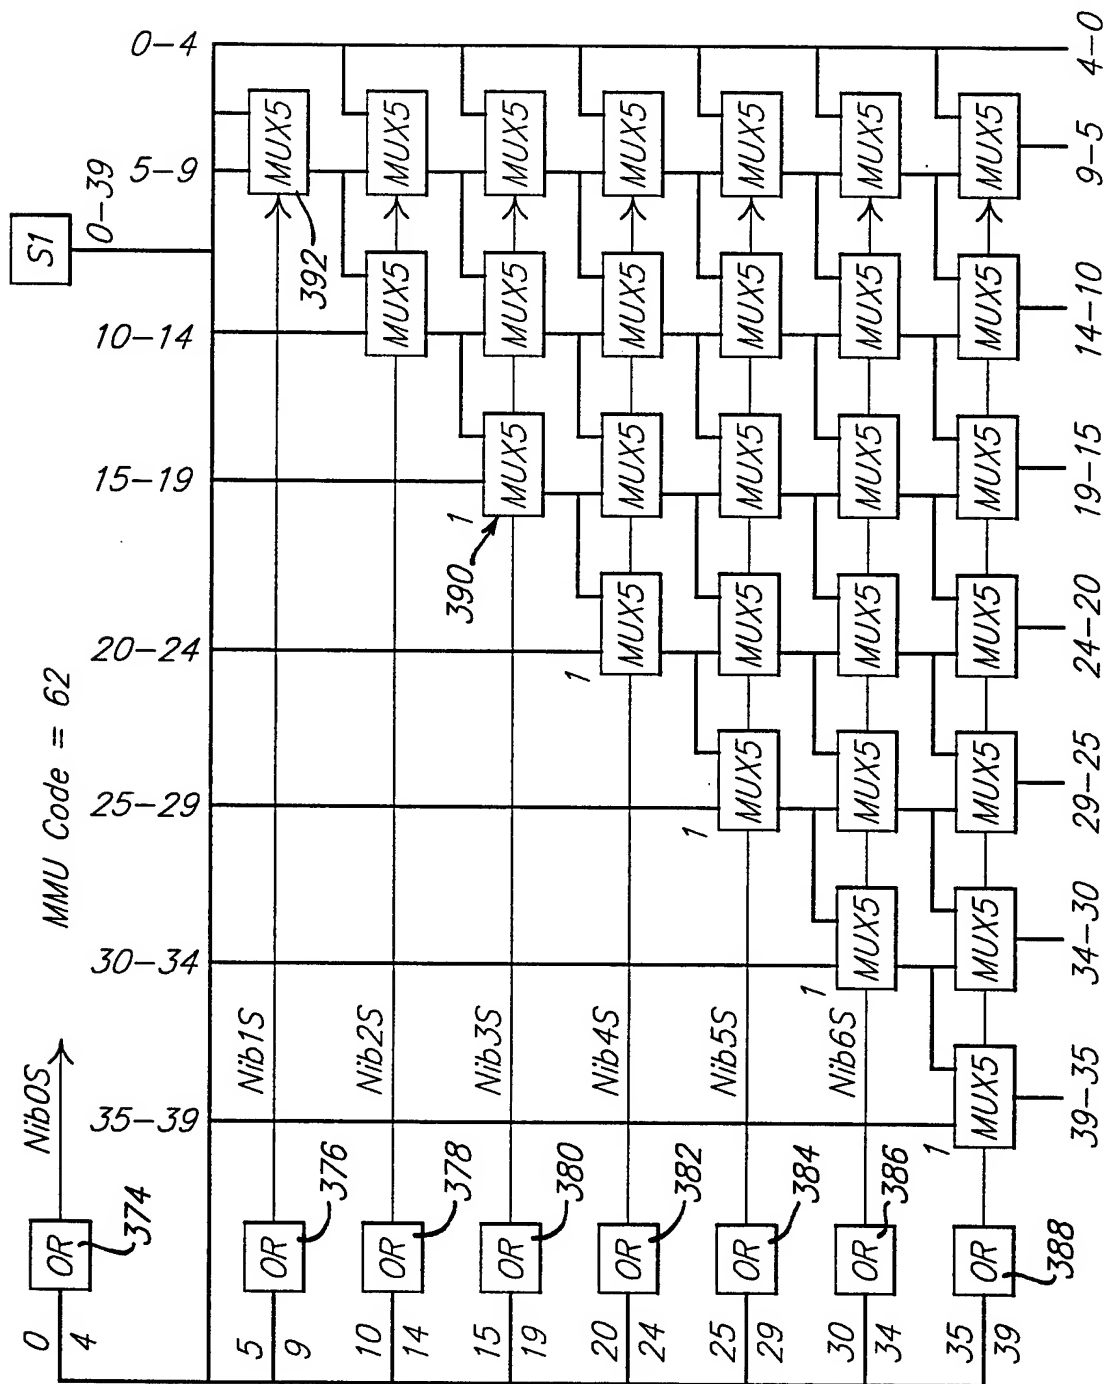 S1
0-39
MMU Code = 62
Nib0S
OR
374
0
4
35-39
30-34
25-29
20-24
15-19
10-14
5-9
0-4
5
9
OR
376
Nib1S
MUX5
392
10
14
OR
378
Nib2S
MUX5
MUX5
15
19
OR
380
Nib3S
390
1
MUX5
MUX5
MUX5
20
24
OR
382
Nib4S
1
MUX5
MUX5
MUX5
MUX5
25
29
OR
384
Nib5S
1
MUX5
MUX5
MUX5
MUX5
MUX5
30
34
OR
386
Nib6S
1
MUX5
MUX5
MUX5
MUX5
MUX5
MUX5
35
39
OR
388
1
MUX5
MUX5
MUX5
MUX5
MUX5
MUX5
MUX5
39-35
34-30
29-25
24-20
19-15
14-10
9-5
4-0